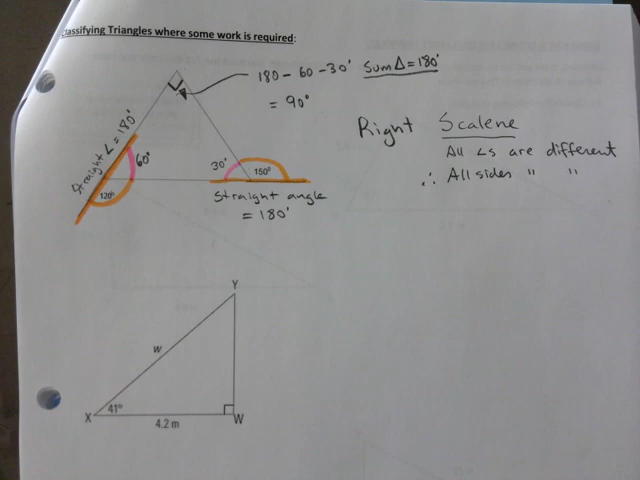 Classifying Triangles where some work is required:
180 - 60 - 30° Sum Δ = 180°
= 90°
Straight ∠ = 180°
60°
120°
30°
150°
Straight angle
= 180°
Right Scalene
All ∠s are different
∴ All sides " "
Y
w
X
41°
4.2 m
W